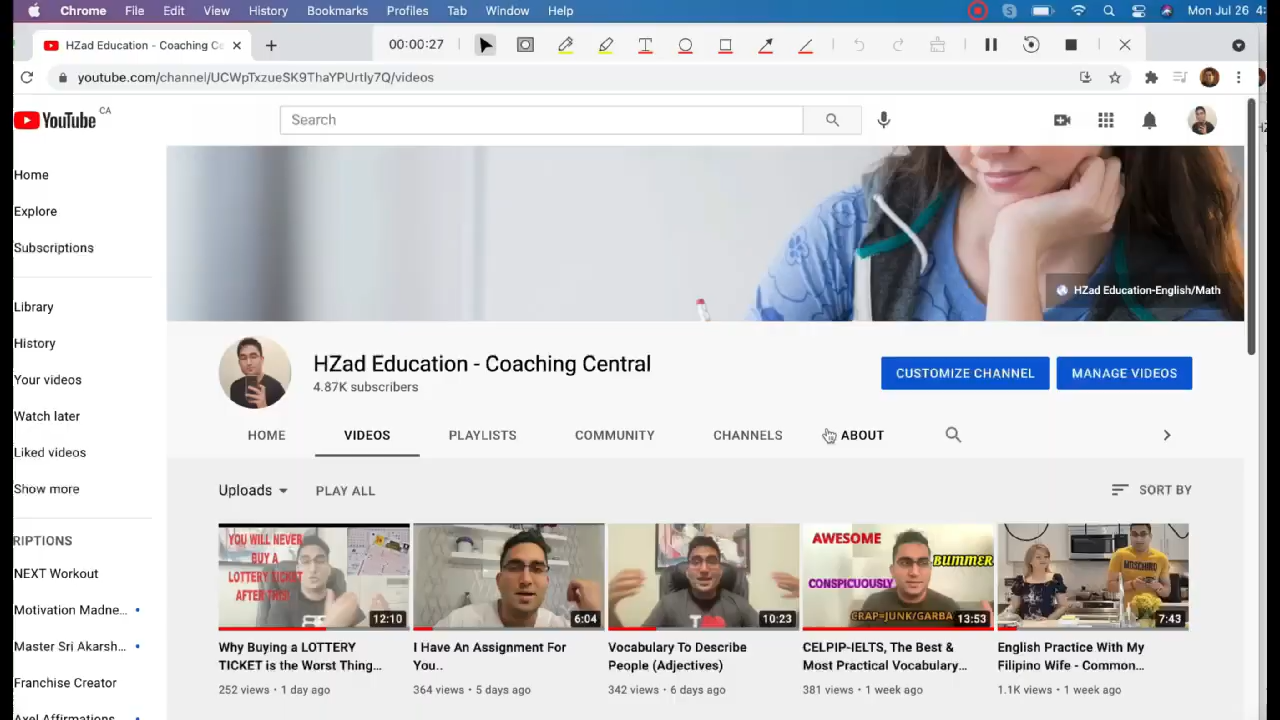 Chrome File Edit View History Bookmarks Profiles Tab Window Help Mon Jul 26 4:
HZad Education - Coaching Ce
00:00:27
youtube.com/channel/UCWpTxzueSK9ThaYPUrtly7Q/videos
YouTube CA
Search
Home
Explore
Subscriptions
Library
History
Your videos
Watch later
Liked videos
Show more
RIPTIONS
NEXT Workout
Motivation Madne...
Master Sri Akarsh...
Franchise Creator
Axel Affirmations
HZad Education-English/Math
HZad Education - Coaching Central
4.87K subscribers
CUSTOMIZE CHANNEL
MANAGE VIDEOS
HOME VIDEOS PLAYLISTS COMMUNITY CHANNELS ABOUT
Uploads PLAY ALL SORT BY
YOU WILL NEVER
BUY A
LOTTERY TICKET
AFTER THIS!
12:10
Why Buying a LOTTERY
TICKET is the Worst Thing...
252 views • 1 day ago
6:04
I Have An Assignment For
You..
364 views • 5 days ago
10:23
Vocabulary To Describe
People (Adjectives)
342 views • 6 days ago
AWESOME
BUMMER
CONSPICUOUSLY
CRAP=JUNK/GARBA
13:53
CELPIP-IELTS, The Best &
Most Practical Vocabulary...
381 views • 1 week ago
MOSCHINO
7:43
English Practice With My
Filipino Wife - Common...
1.1K views • 1 week ago